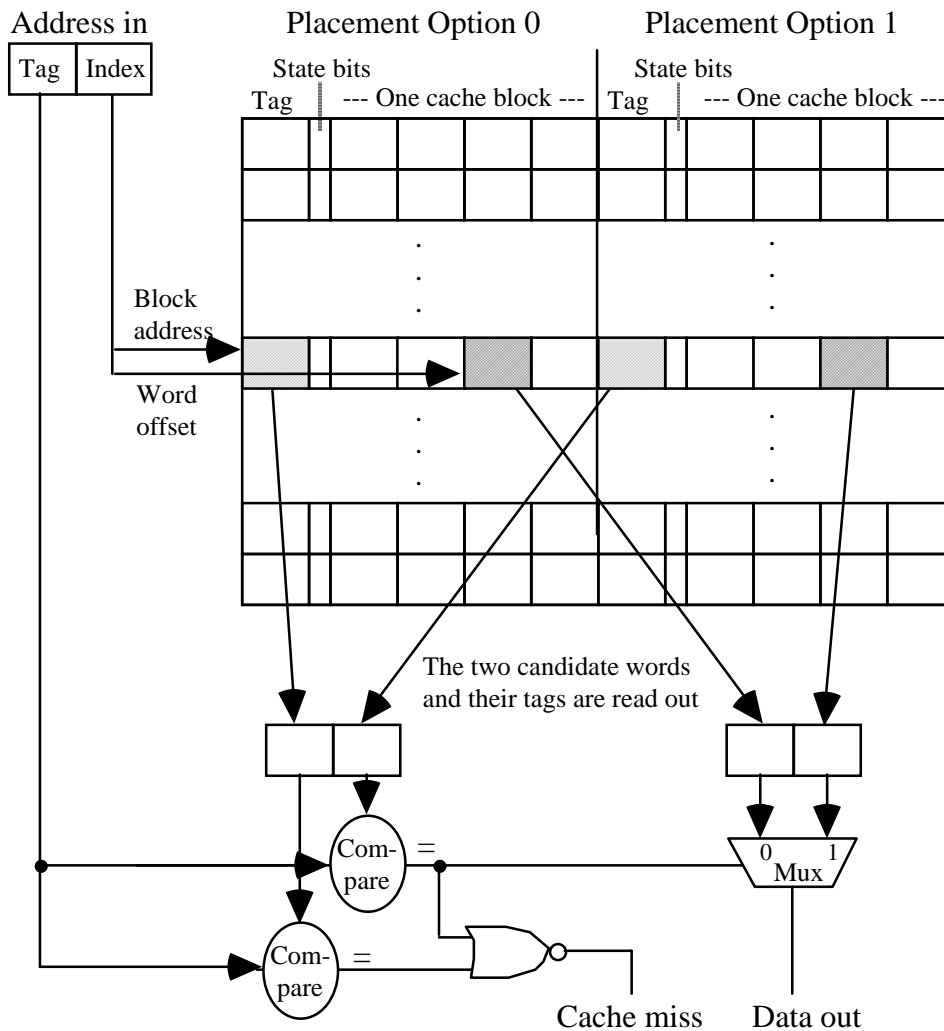 Address in
Placement Option 0
Placement Option 1
Tag
Index
State bits
State bits
Tag
--- One cache block ---
Tag
--- One cache block ---
Block
address
Word
offset
The two candidate words
and their tags are read out
0
1
Mux
Com-
pare
=
Com-
pare
=
Cache miss
Data out